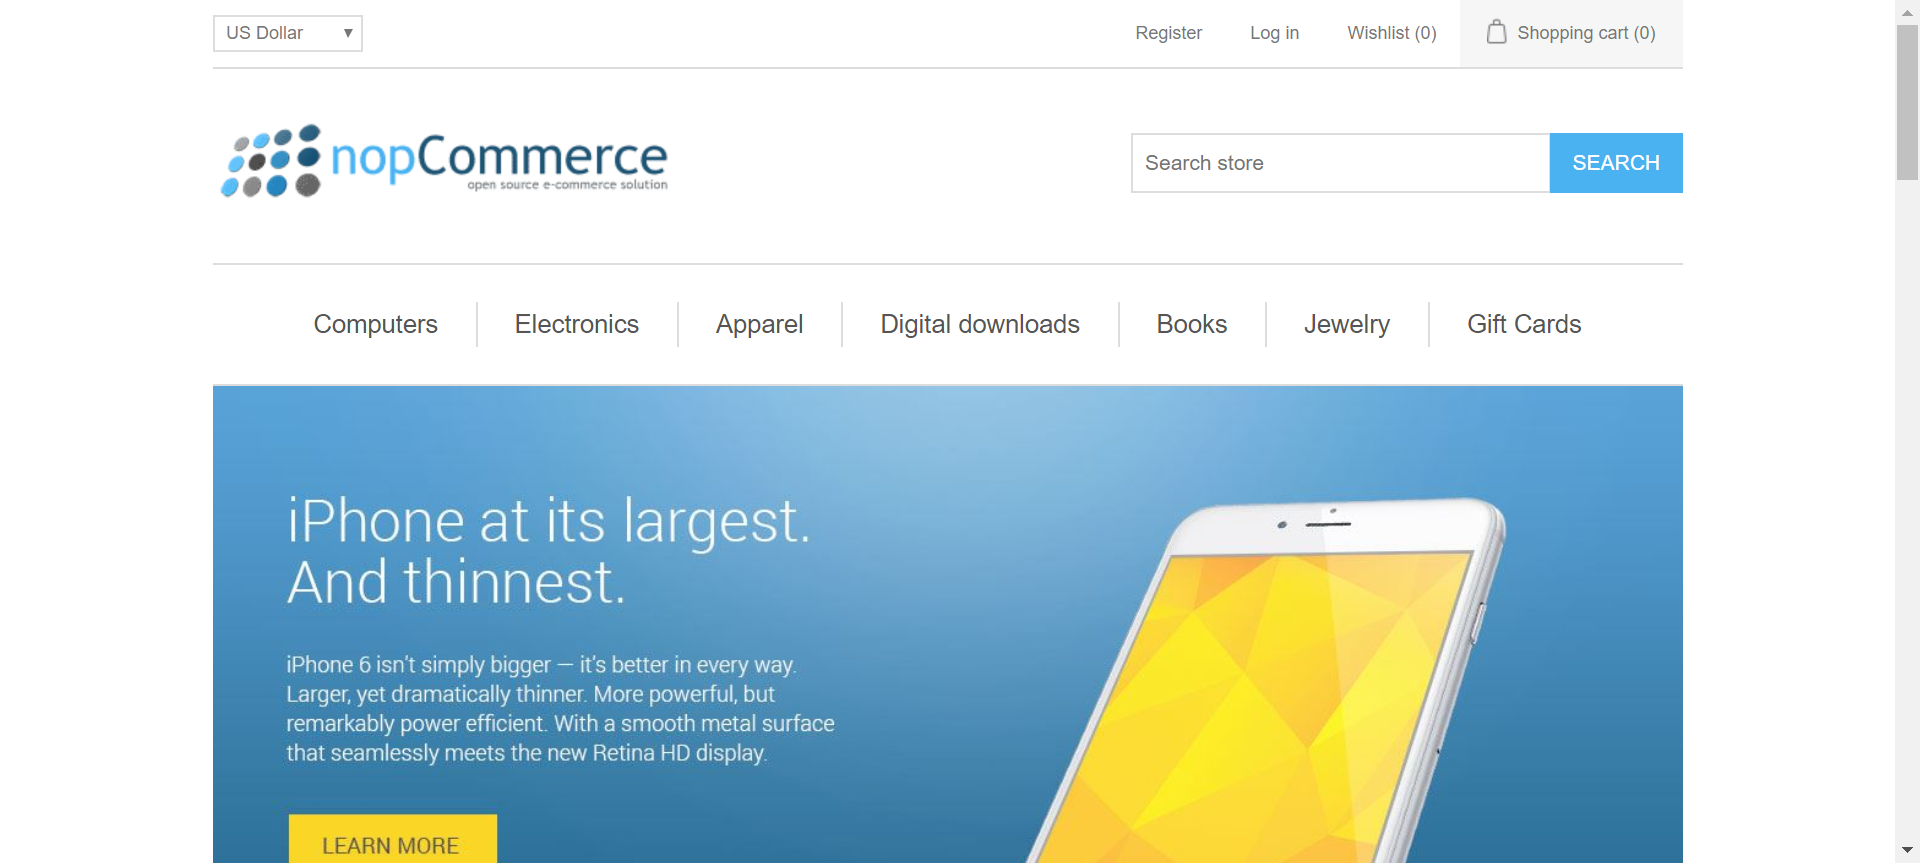 US Dollar
Register
Log in
Wishlist (0)
Shopping cart (0)
nopCommerce
open source e-commerce solution
Search store
SEARCH
Computers
Electronics
Apparel
Digital downloads
Books
Jewelry
Gift Cards
iPhone at its largest.
And thinnest.
iPhone 6 isn't simply bigger — it's better in every way.
Larger, yet dramatically thinner. More powerful, but
remarkably power efficient. With a smooth metal surface
that seamlessly meets the new Retina HD display.
LEARN MORE